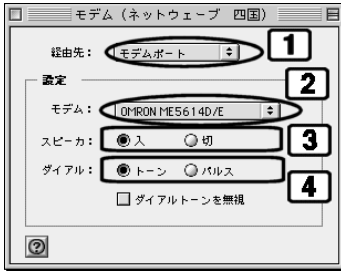 モデム（ネットウェーブ 四国）
経由先： モデムポート 1
設定 2
モデム： OMRON ME5614D/E
スピーカ： 入 切 3
ダイアル： トーン パルス 4
ダイアルトーンを無視
?